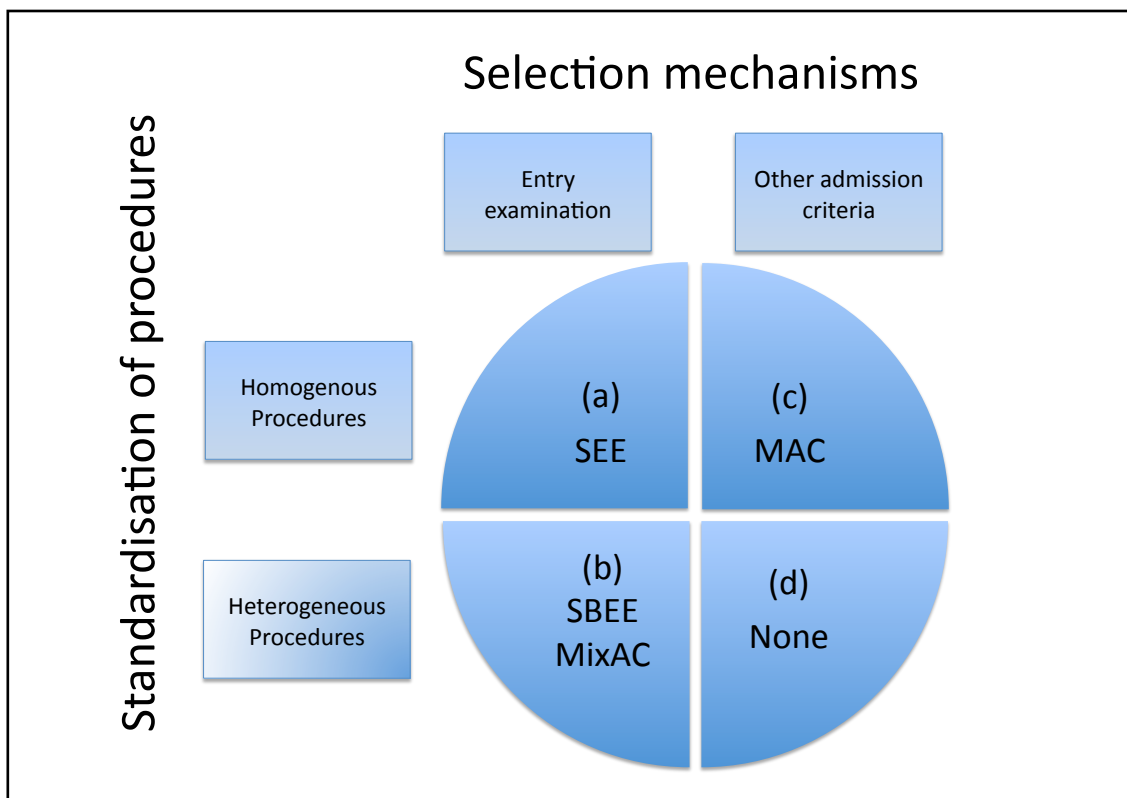 Selection mechanisms
Standardisation of procedures
Entry
examination
Other admission
criteria
Homogenous
Procedures
(a)
SEE
(c)
MAC
Heterogeneous
Procedures
(b)
SBEE
MixAC
(d)
None